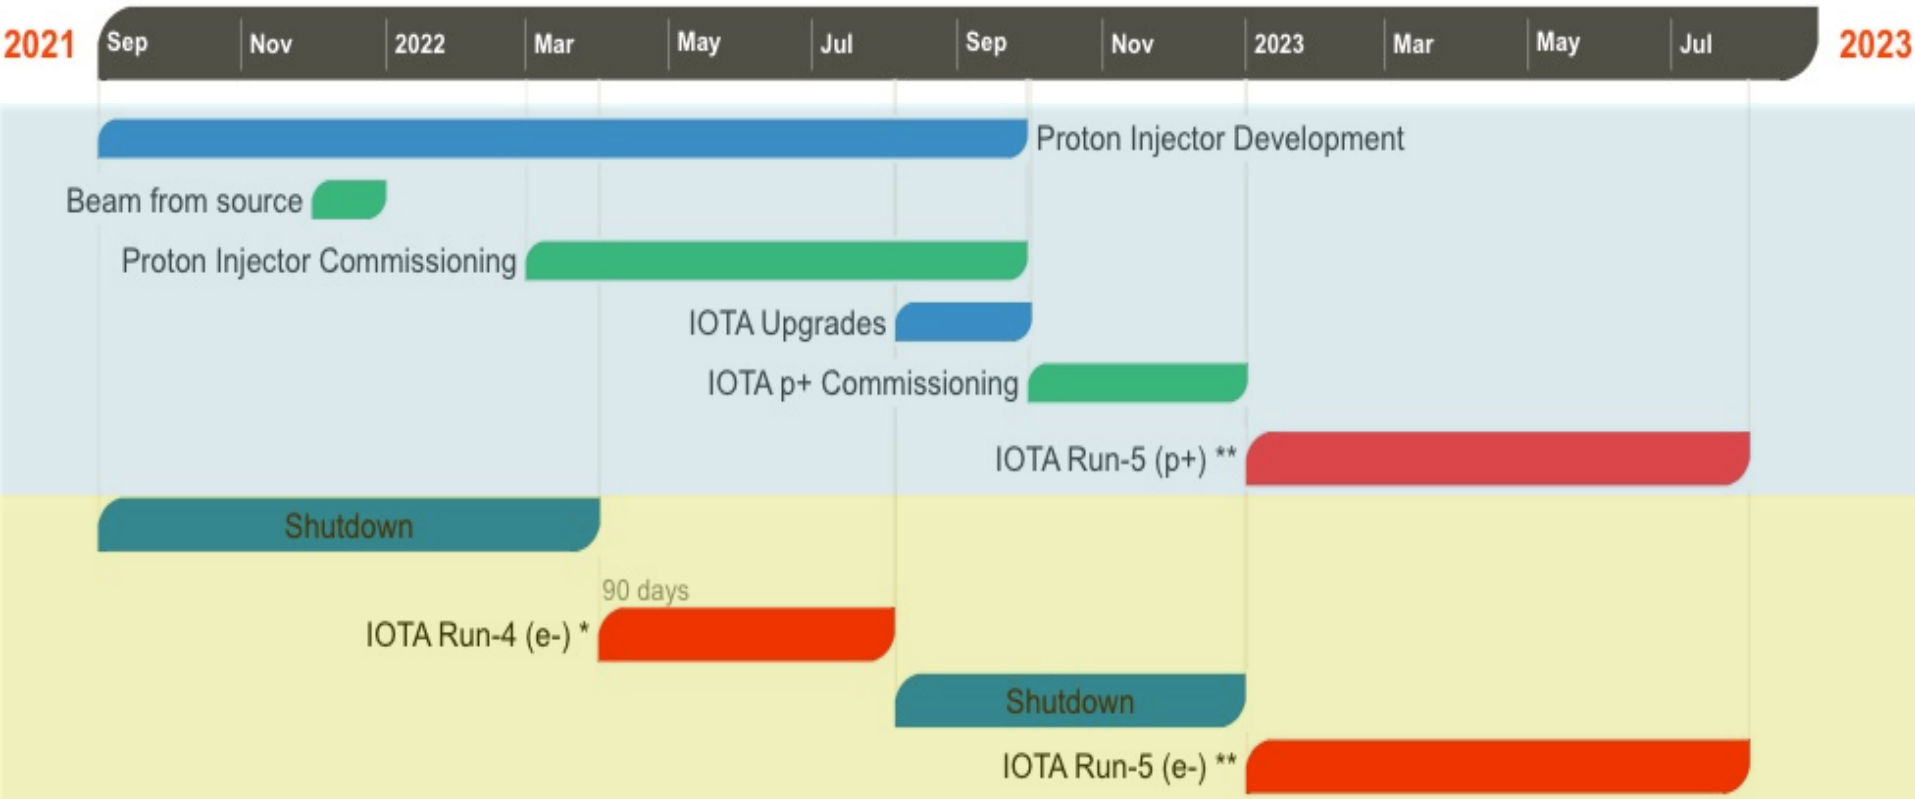 2021 Sep Nov 2022 Mar May Jul Sep Nov 2023 Mar May Jul 2023
Proton Injector Development
Beam from source
Proton Injector Commissioning
IOTA Upgrades
IOTA p+ Commissioning
IOTA Run-5 (p+) **
Shutdown
90 days
IOTA Run-4 (e-) *
Shutdown
IOTA Run-5 (e-) **